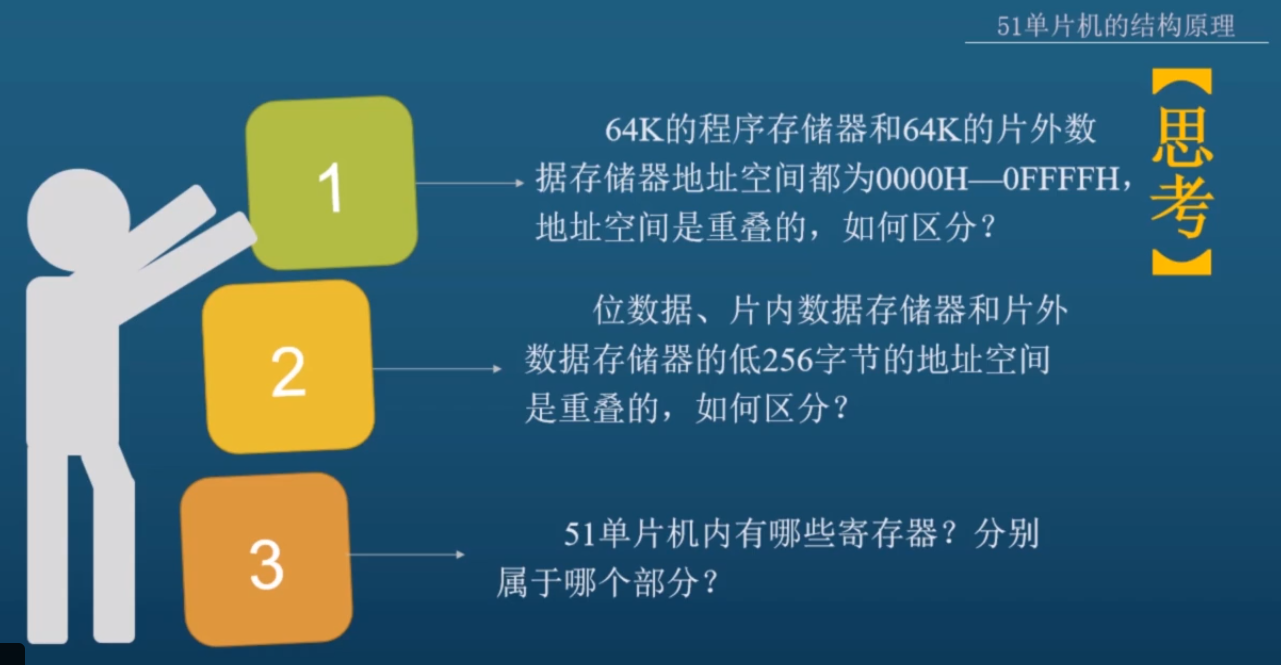 51单片机的结构原理
【思考】
1
64K的程序存储器和64K的片外数
据存储器地址空间都为0000H—0FFFFH，
地址空间是重叠的，如何区分？
2
位数据、片内数据存储器和片外
数据存储器的低256字节的地址空间
是重叠的，如何区分？
3
51单片机内有哪些寄存器？分别
属于哪个部分？